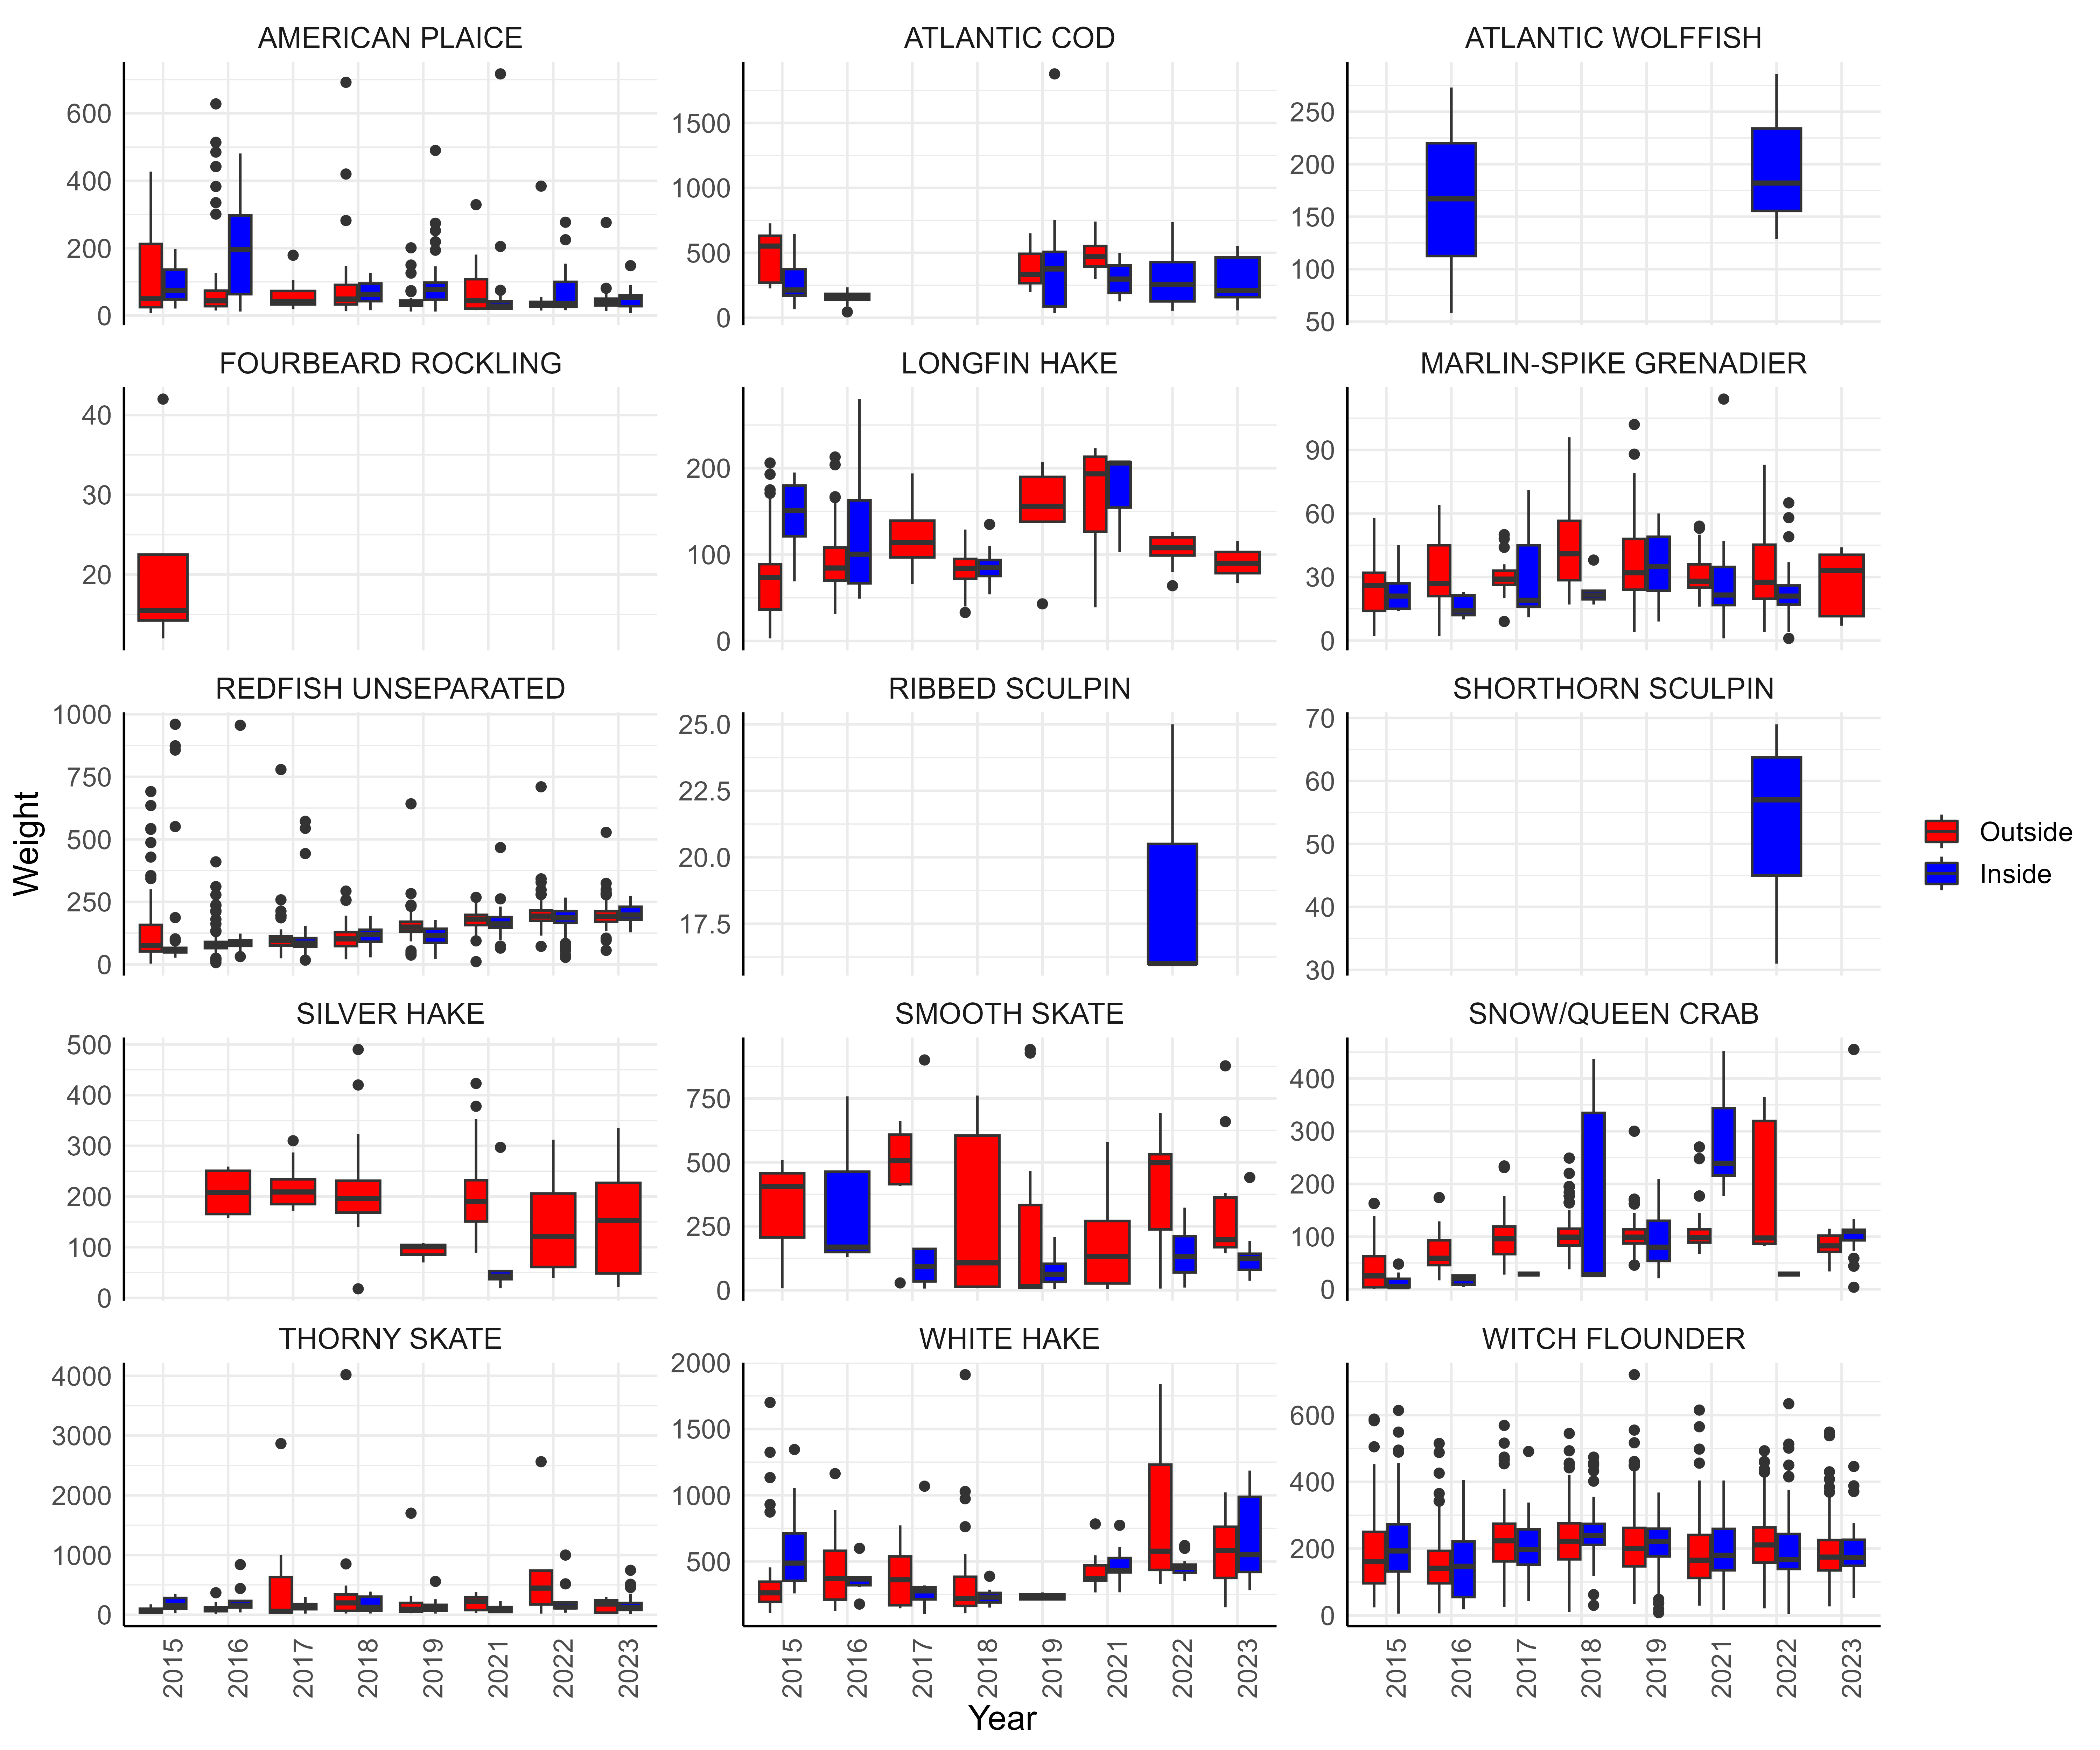 AMERICAN PLAICE
ATLANTIC COD
ATLANTIC WOLFFISH
600
400
200
0
1500
1000
500
0
250
200
150
100
50
FOURBEARD ROCKLING
LONGFIN HAKE
MARLIN-SPIKE GRENADIER
40
30
20
200
100
0
90
60
30
0
REDFISH UNSEPARATED
RIBBED SCULPIN
SHORTHORN SCULPIN
1000
750
500
250
0
25.0
22.5
20.0
17.5
70
60
50
40
30
Weight
Outside
Inside
SILVER HAKE
SMOOTH SKATE
SNOW/QUEEN CRAB
500
400
300
200
100
0
750
500
250
0
400
300
200
100
0
THORNY SKATE
WHITE HAKE
WITCH FLOUNDER
4000
3000
2000
1000
0
2000
1500
1000
500
600
400
200
0
2015 2016 2017 2018 2019 2021 2022 2023
2015 2016 2017 2018 2019 2021 2022 2023
2015 2016 2017 2018 2019 2021 2022 2023
Year